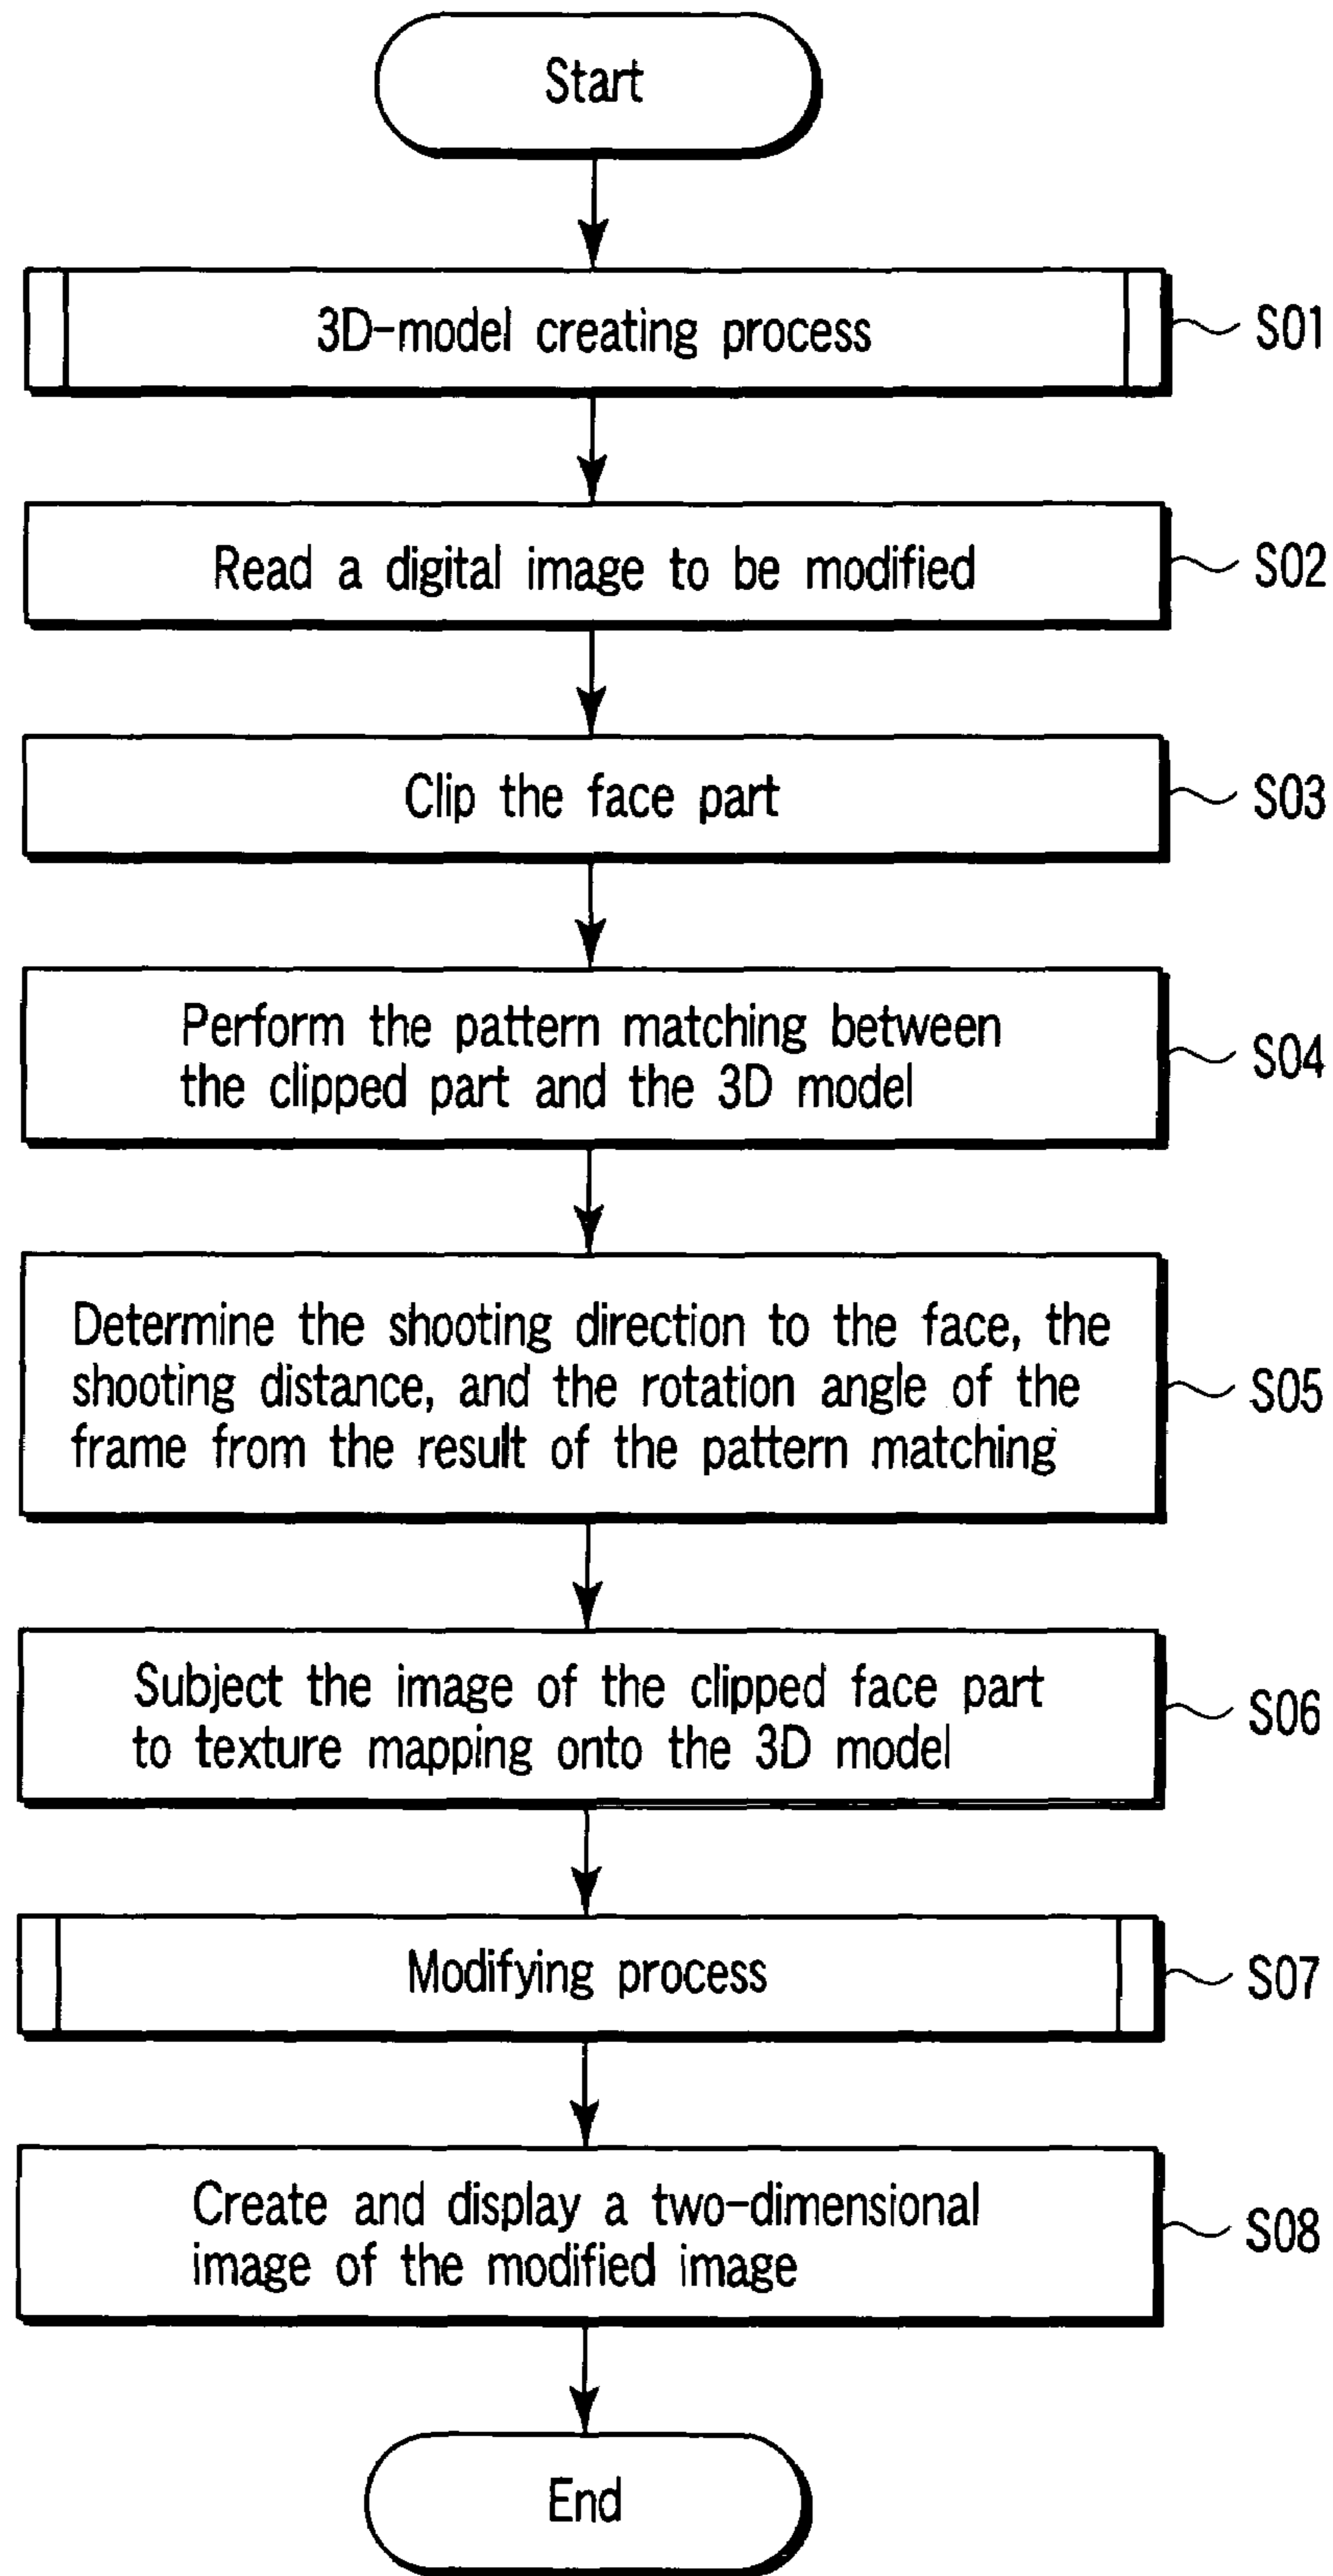 Start
3D-model creating process
S01
Read a digital image to be modified
S02
Clip the face part
S03
Perform the pattern matching between
the clipped part and the 3D model
S04
Determine the shooting direction to the face, the
shooting distance, and the rotation angle of the
frame from the result of the pattern matching
S05
Subject the image of the clipped face part
to texture mapping onto the 3D model
S06
Modifying process
S07
Create and display a two-dimensional
image of the modified image
S08
End